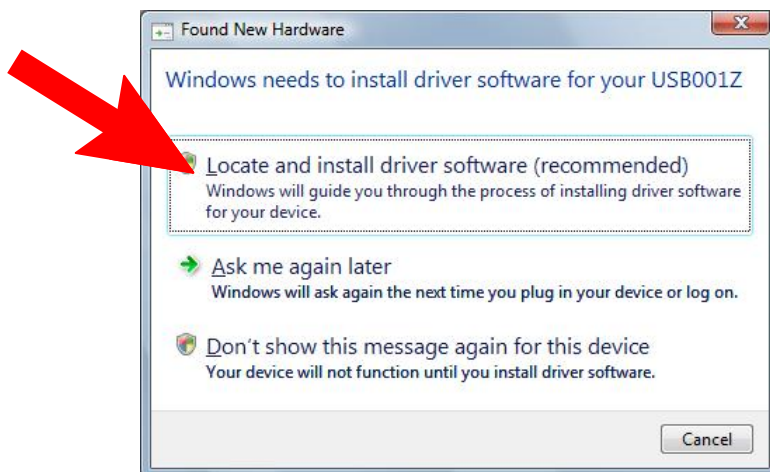 Found New Hardware
Windows needs to install driver software for your USB001Z
Locate and install driver software (recommended)
Windows will guide you through the process of installing driver software
for your device.
Ask me again later
Windows will ask again the next time you plug in your device or log on.
Don't show this message again for this device
Your device will not function until you install driver software.
Cancel